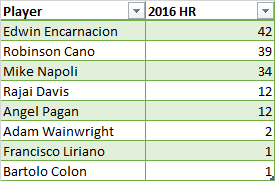 Player 2016 HR
Edwin Encarnacion 42
Robinson Cano 39
Mike Napoli 34
Rajai Davis 12
Angel Pagan 12
Adam Wainwright 2
Francisco Liriano 1
Bartolo Colon 1